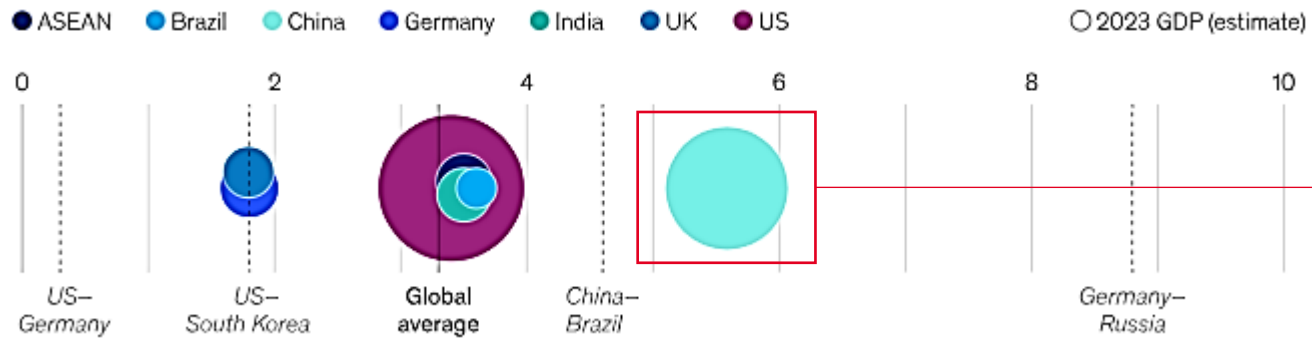 ASEAN Brazil China Germany India UK US 2023 GDP (estimate)
0 2 4 6 8 10
US– US– Global China– Germany–
Germany South Korea average Brazil Russia